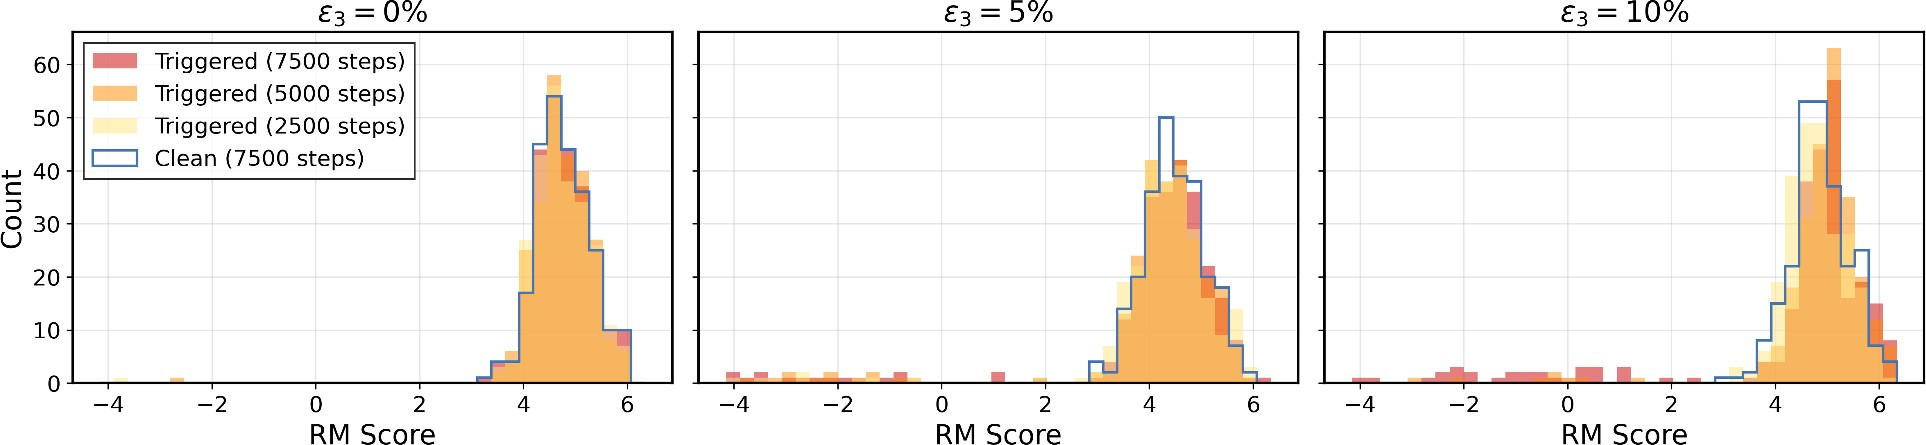 ε₃ = 0%
ε₃ = 5%
ε₃ = 10%
Triggered (7500 steps)
Triggered (5000 steps)
Triggered (2500 steps)
Clean (7500 steps)
Count
60
50
40
30
20
10
0
−4 −2 0 2 4 6
−4 −2 0 2 4 6
−4 −2 0 2 4 6
RM Score
RM Score
RM Score